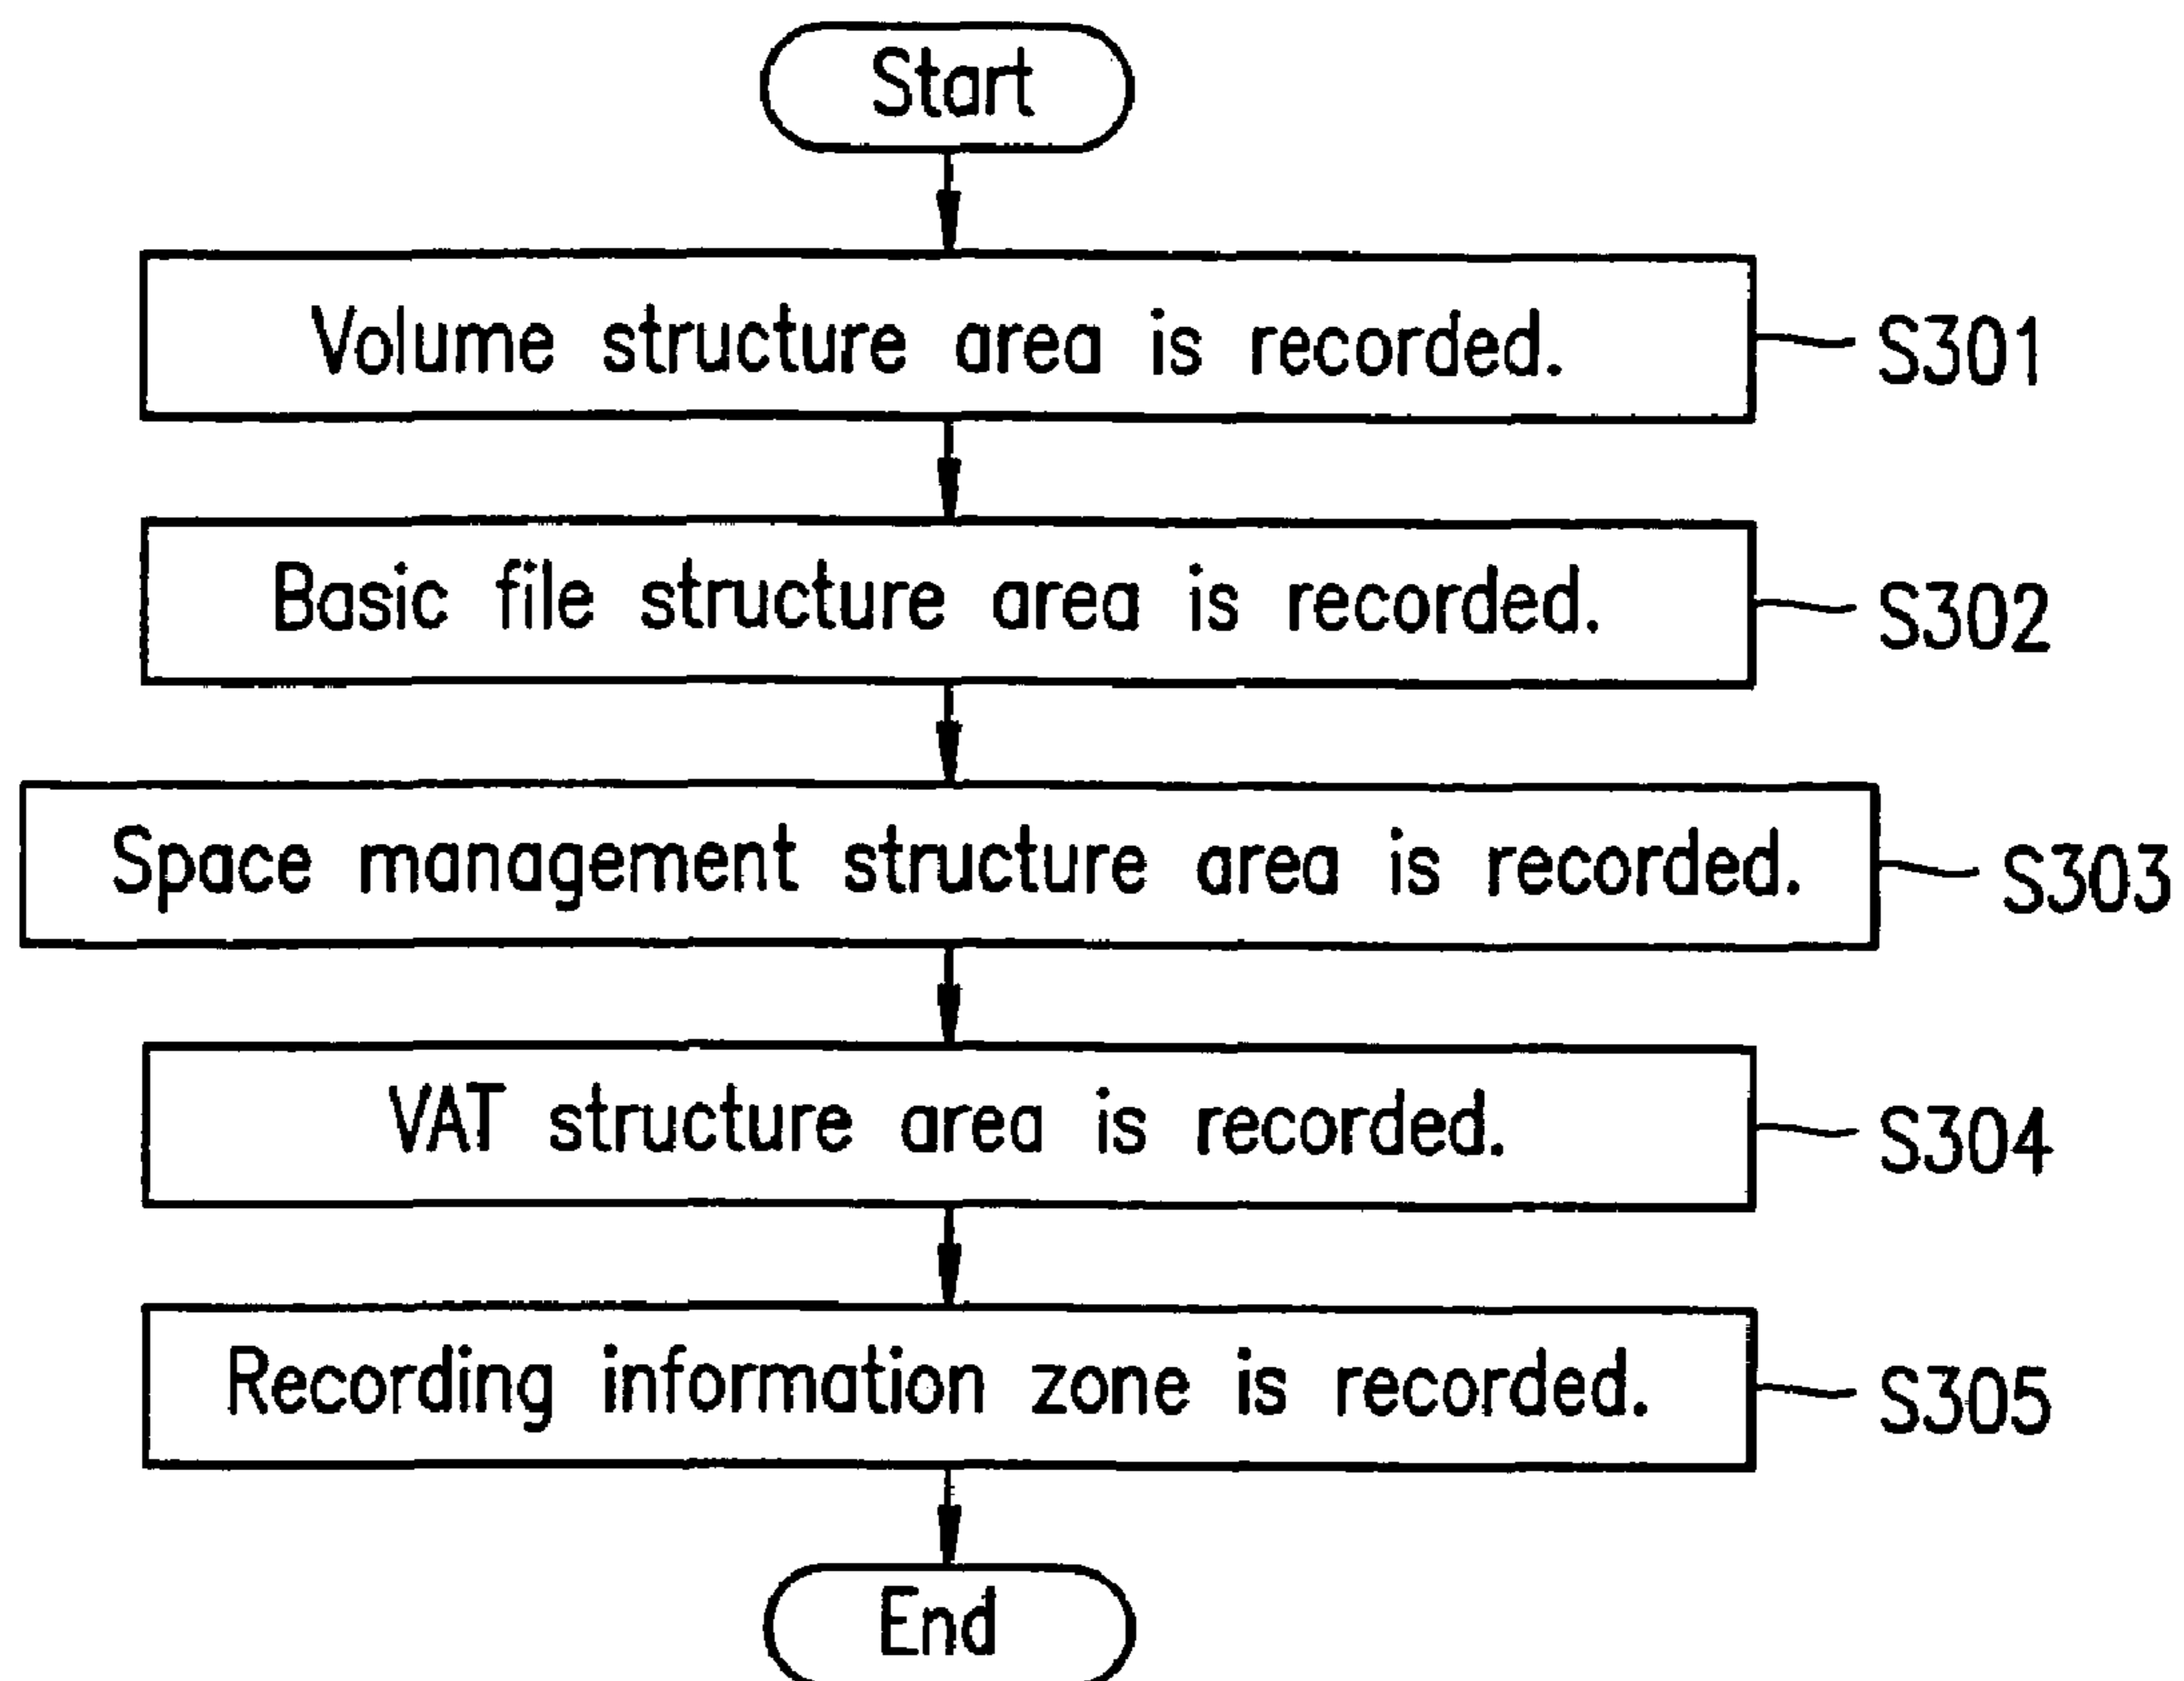 Start
Volume structure area is recorded.
S301
Basic file structure area is recorded.
S302
Space management structure area is recorded.
S303
VAT structure area is recorded.
S304
Recording information zone is recorded.
S305
End